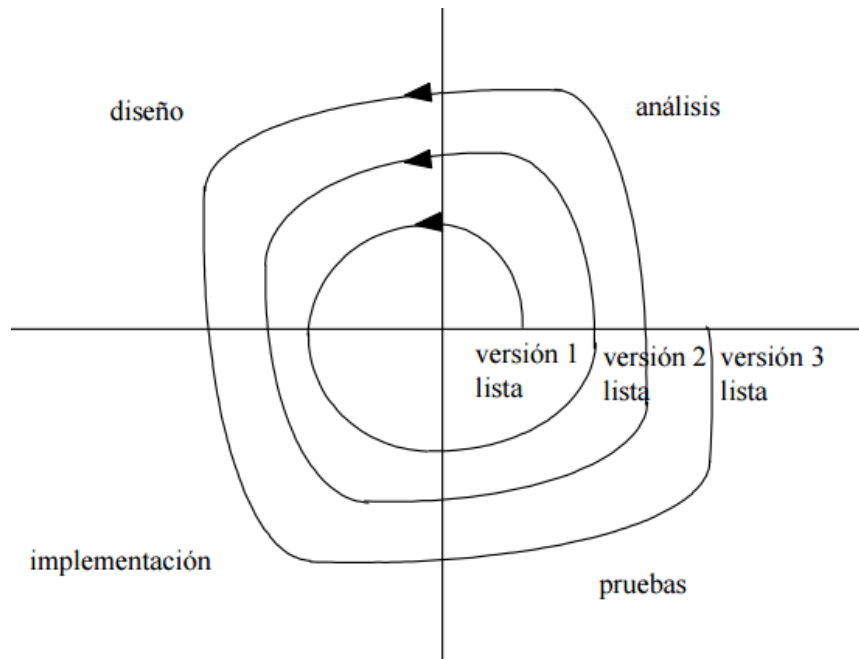 diseño
análisis
versión 1
lista
versión 2
lista
versión 3
lista
implementación
pruebas